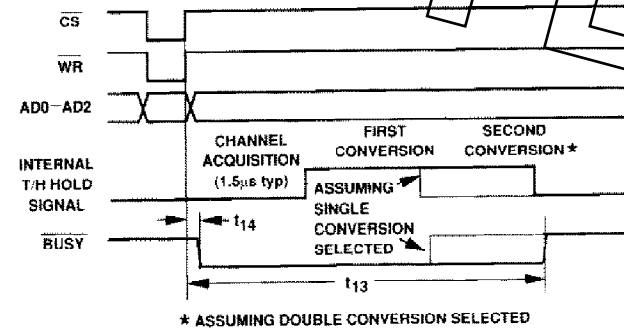 CS
WR
AD0–AD2
CHANNEL
ACQUISITION
(1.5μs typ)
FIRST
CONVERSION
SECOND
CONVERSION★
INTERNAL
T/H HOLD
SIGNAL
ASSUMING
SINGLE
CONVERSION
SELECTED
t14
BUSY
t13
★ ASSUMING DOUBLE CONVERSION SELECTED